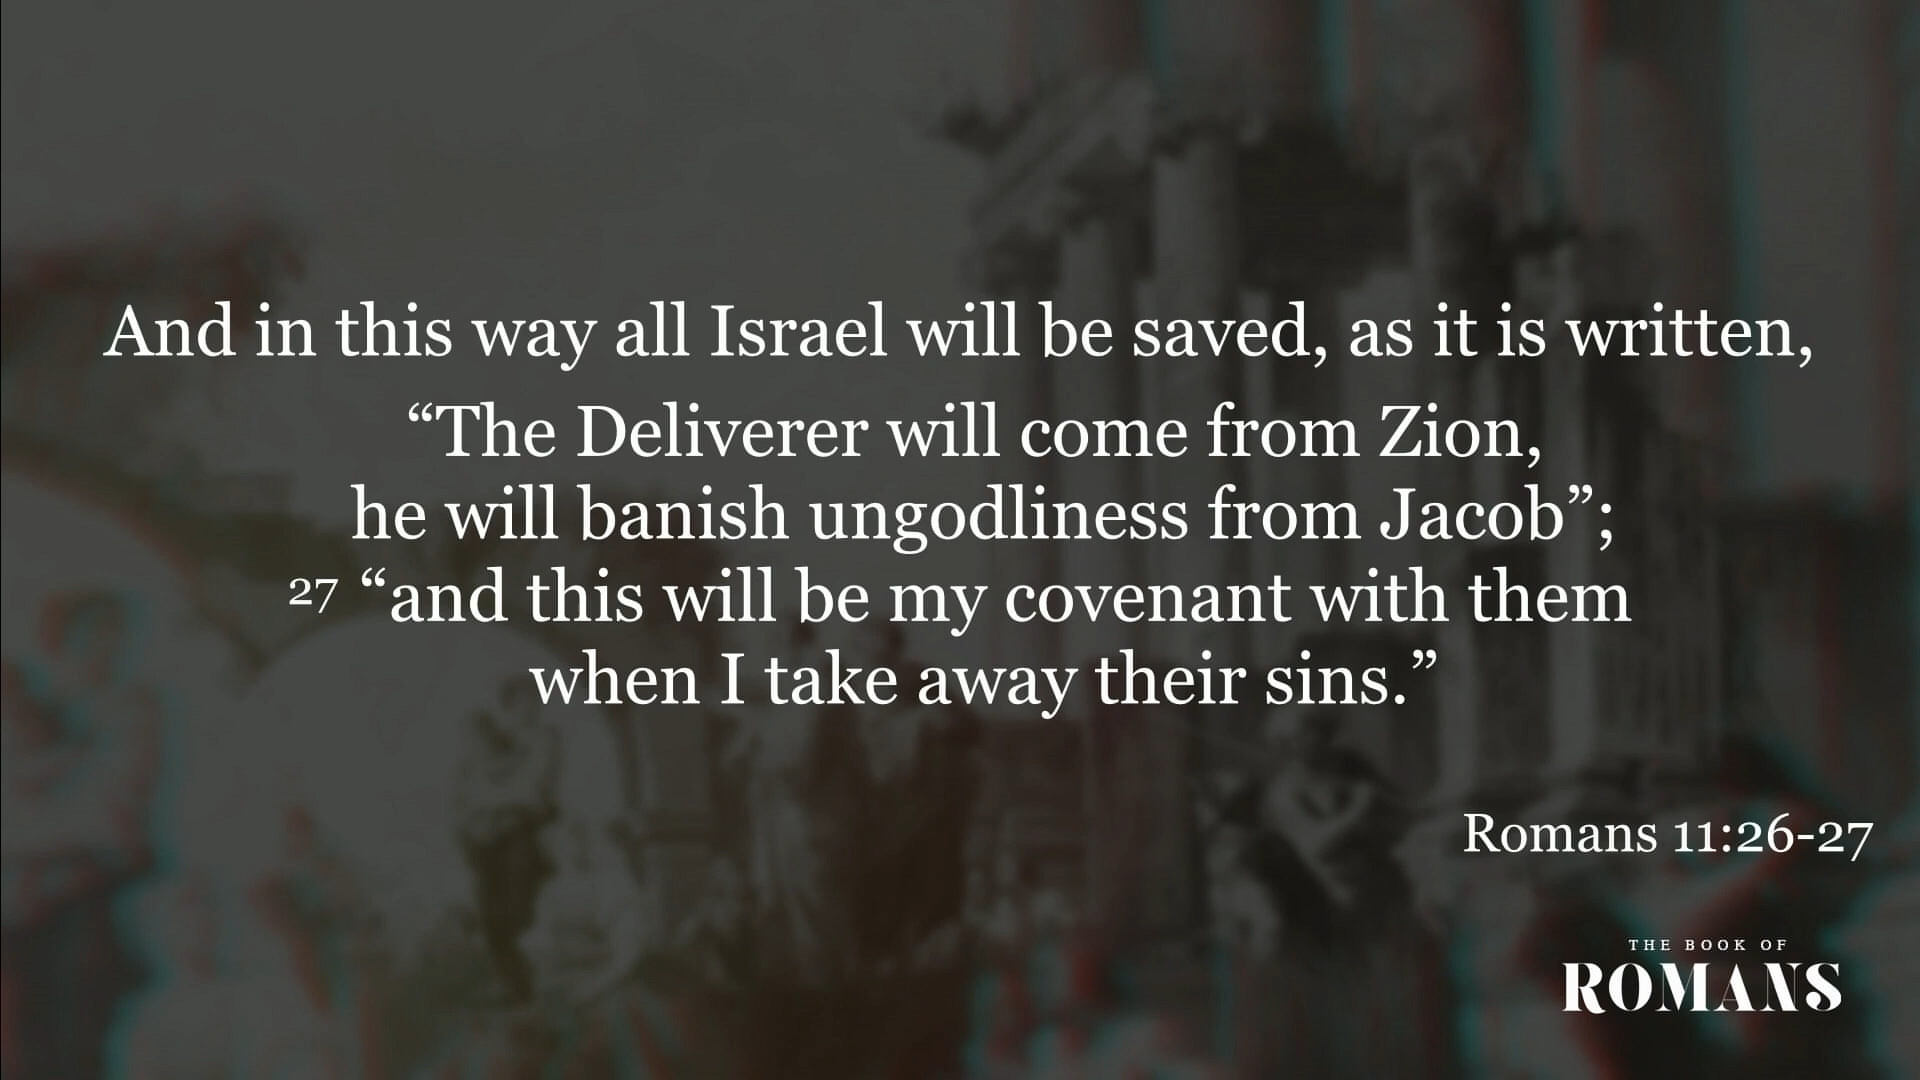 And in this way all Israel will be saved, as it is written,
“The Deliverer will come from Zion,
he will banish ungodliness from Jacob”;
27 “and this will be my covenant with them
when I take away their sins.”
Romans 11:26-27
THE BOOK OF
ROMANS